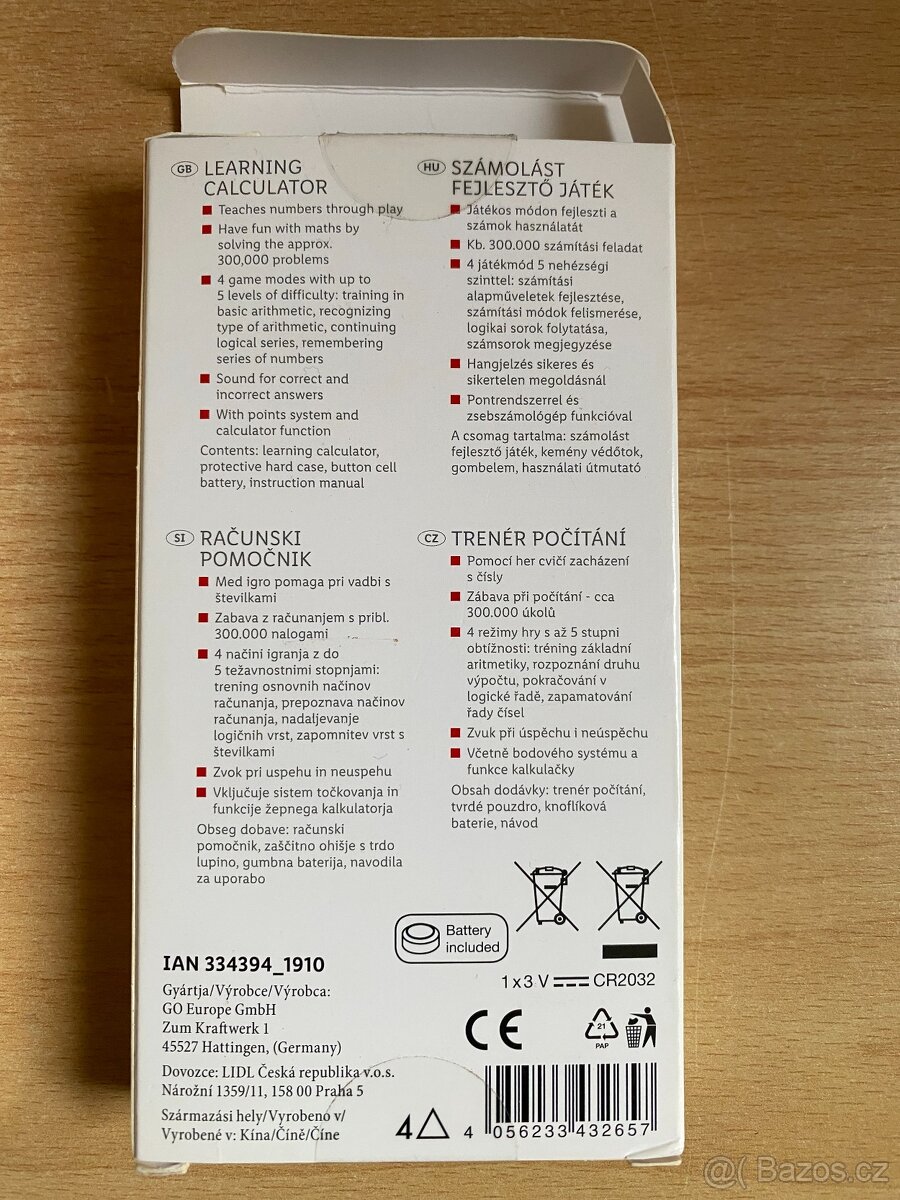 GB LEARNING
CALCULATOR
Teaches numbers through play
Have fun with maths by
solving the approx.
300,000 problems
4 game modes with up to
5 levels of difficulty: training in
basic arithmetic, recognizing
type of arithmetic, continuing
logical series, remembering
series of numbers
Sound for correct and
incorrect answers
With points system and
calculator function
Contents: learning calculator,
protective hard case, button cell
battery, instruction manual
HU SZÁMOLÁST
FEJLESZTŐ JÁTÉK
Játékos módon fejleszti a
számok használatát
Kb. 300.000 számítási feladat
4 játékmód 5 nehézségi
szinttel: számítási
alapműveletek fejlesztése,
számítási módok felismerése,
logikai sorok folytatása,
számsorok megjegyzése
Hangjelzés sikeres és
sikertelen megoldásnál
Pontrendszerrel és
zsebszámológép funkcióval
A csomag tartalma: számolást
fejlesztő játék, kemény védőtok,
gombelem, használati útmutató
SI RAČUNSKI
POMOČNIK
Med igro pomaga pri vadbi s
številkami
Zabava z računanjem s pribl.
300.000 nalogami
4 načini igranja z do
5 težavnostnimi stopnjami:
trening osnovnih načinov
računanja, prepoznava načinov
računanja, nadaljevanje
logičnih vrst, zapomnitev vrst s
številkami
Zvok pri uspehu in neuspehu
Vključuje sistem točkovanja in
funkcije žepnega kalkulatorja
Obseg dobave: računski
pomočnik, zaščitno ohišje s trdo
lupino, gumbna baterija, navodila
za uporabo
CZ TRENÉR POČÍTÁNÍ
Pomocí her cvičí zacházení
s čísly
Zábava při počítání - cca
300.000 úkolů
4 režimy hry s až 5 stupni
obtížnosti: tréning základní
aritmetiky, rozpoznání druhu
výpočtu, pokračování v
logické řadě, zapamatování
řady čísel
Zvuk při úspěchu i neúspěchu
Včetně bodového systému a
funkce kalkulačky
Obsah dodávky: trenér počítání,
tvrdé pouzdro, knoflíková
baterie, návod
Battery
included
1 x 3 V CR2032
IAN 334394_1910
Gyártja/Výrobce/Výrobca:
GO Europe GmbH
Zum Kraftwerk 1
45527 Hattingen, (Germany)
Dovozce: LIDL Česká republika v.o.s.
Nárožní 1359/11, 158 00 Praha 5
Származási hely/Vyrobeno v/
Vyrobené v: Kína/Číně/Číne
CE
21
PAP
4
4 056233 432657
@( Bazos.cz